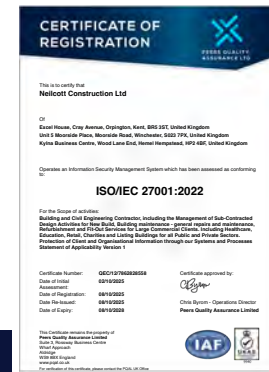 CERTIFICATE OF
REGISTRATION
PEERS QUALITY
ASSURANCE LTD
This is to certify that
Neilcott Construction Ltd
Of
Excel House, Cray Avenue, Orpington, Kent, BR5 3ST, United Kingdom
Unit 5 Moorside Place, Moorside Road, Winchester, SO23 7FX, United Kingdom
Kylna Business Centre, Wood Lane End, Hemel Hempstead, HP2 4BF, United Kingdom
Operates an Information Security Management System which has been assessed as conforming
to:
ISO/IEC 27001:2022
For the Scope of activities:
Building and Civil Engineering Contractor, including the Management of Sub-Contracted
Design Activities for New Build, Building maintenance - general repairs and maintenance,
Refurbishment and Fit-Out Services for Large Commercial Clients, including Healthcare,
Education, Retail, Charities and Listing Buildings for all Public and Private Sectors.
Protection of Client and Organisational Information through our Systems and Processes
Statement of Applicability Version 1
Certificate Number:
Certificate approved by:
Date of Initial
Assessment:
02/10/2025
Date of Registration: 08/10/2025
Date Re-Issued: 08/10/2025
Chris Byrom - Operations Director
Date of Expiry: 08/10/2028
Peers Quality Assurance Limited
This Certificate remains the property of
Peers Quality Assurance Limited
Wharf Approach
Aldridge
WS9 8BX England
IAF
UKAS